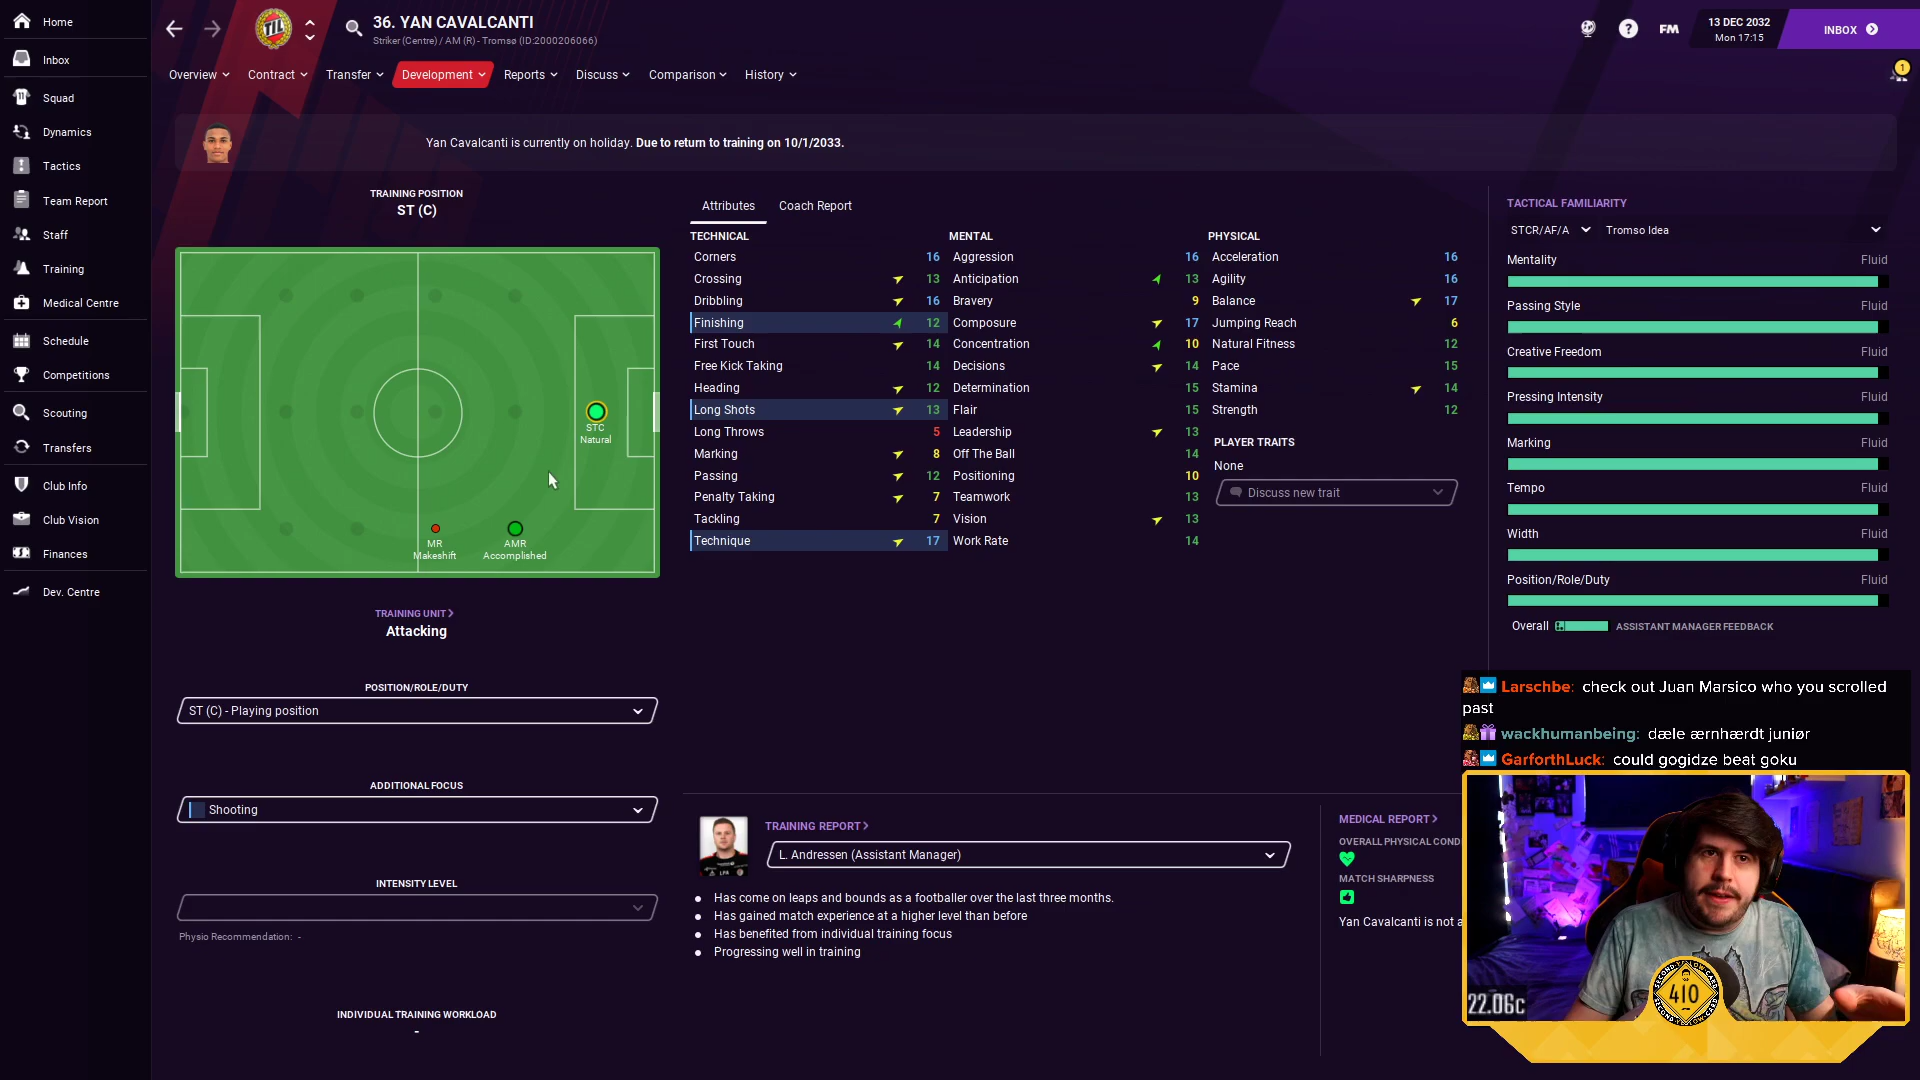 Home
Inbox
Squad
Dynamics
Tactics
Team Report
Staff
Training
Medical Centre
Schedule
Competitions
Scouting
Transfers
Club Info
Club Vision
Finances
Dev. Centre
TIL
36. YAN CAVALCANTI
Striker (Centre) / AM (R) - Tromsø (ID:2000206066)
FM
13 DEC 2032
Mon 17:15
INBOX
Overview
Contract
Transfer
Development
Reports
Discuss
Comparison
History
1
Yan Cavalcanti is currently on holiday. Due to return to training on 10/1/2033.
TRAINING POSITION
ST (C)
STC
Natural
MR
Makeshift
AMR
Accomplished
TRAINING UNIT
Attacking
POSITION/ROLE/DUTY
ST (C) - Playing position
ADDITIONAL FOCUS
Shooting
INTENSITY LEVEL
Physio Recommendation: -
INDIVIDUAL TRAINING WORKLOAD
-
Attributes
Coach Report
TECHNICAL
Corners 16
Crossing 13
Dribbling 16
Finishing 12
First Touch 14
Free Kick Taking 14
Heading 12
Long Shots 13
Long Throws 5
Marking 8
Passing 12
Penalty Taking 7
Tackling 7
Technique 17
MENTAL
Aggression 16
Anticipation 13
Bravery 9
Composure 17
Concentration 10
Decisions 14
Determination 15
Flair 15
Leadership 13
Off The Ball 14
Positioning 10
Teamwork 13
Vision 13
Work Rate 14
PHYSICAL
Acceleration 16
Agility 16
Balance 17
Jumping Reach 6
Natural Fitness 12
Pace 15
Stamina 14
Strength 12
PLAYER TRAITS
None
Discuss new trait
TACTICAL FAMILIARITY
STCR/AF/A
Tromso Idea
Mentality Fluid
Passing Style Fluid
Creative Freedom Fluid
Pressing Intensity Fluid
Marking Fluid
Tempo Fluid
Width Fluid
Position/Role/Duty Fluid
Overall
ASSISTANT MANAGER FEEDBACK
TRAINING REPORT
L. Andressen (Assistant Manager)
Has come on leaps and bounds as a footballer over the last three months.
Has gained match experience at a higher level than before
Has benefited from individual training focus
Progressing well in training
MEDICAL REPORT
OVERALL PHYSICAL COND
MATCH SHARPNESS
Yan Cavalcanti is not a
Larschbe: check out Juan Marsico who you scrolled
past
wackhumanbeing: dæle ærnhærdt juniør
GarforthLuck: could gogidze beat goku
22.06c
SECOND YELLOW CARD
410